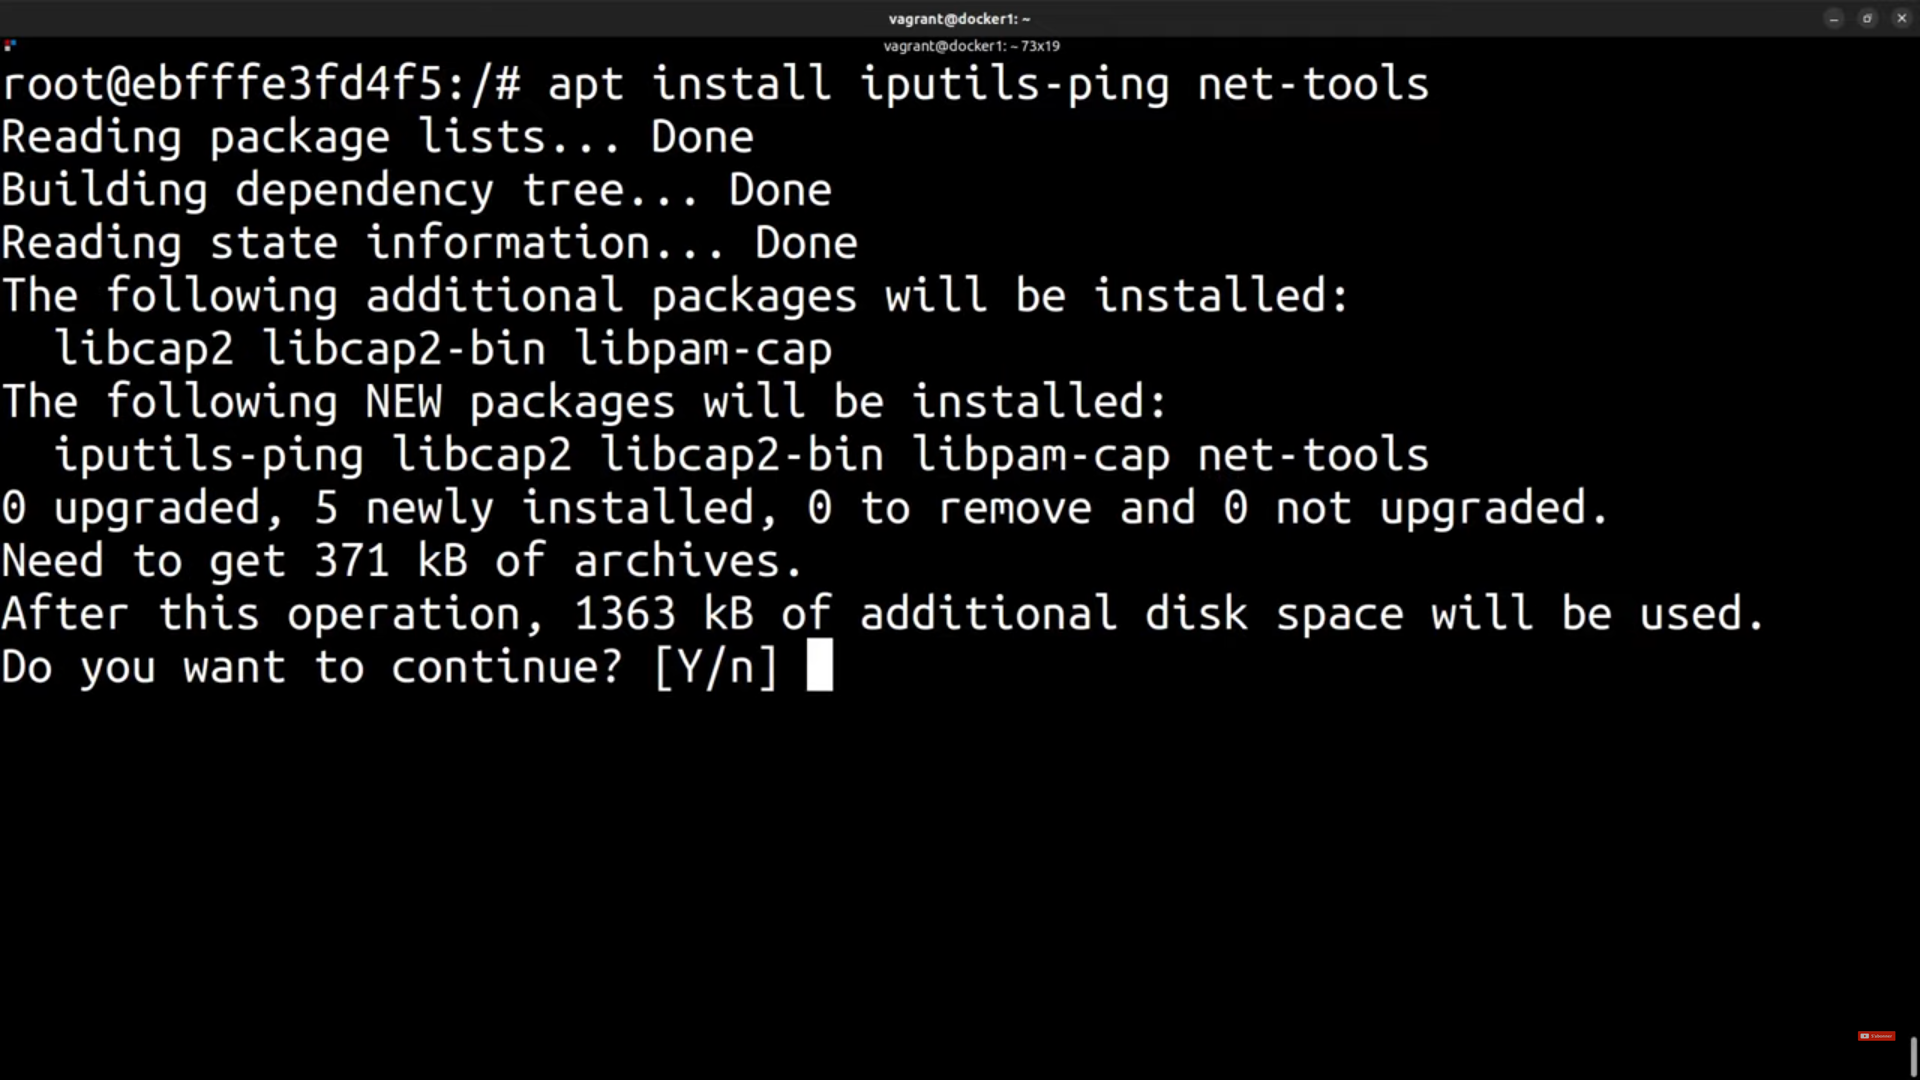 vagrant@docker1: ~
vagrant@docker1: ~ 73x19
root@ebfffe3fd4f5:/# apt install iputils-ping net-tools
Reading package lists... Done
Building dependency tree... Done
Reading state information... Done
The following additional packages will be installed:
  libcap2 libcap2-bin libpam-cap
The following NEW packages will be installed:
  iputils-ping libcap2 libcap2-bin libpam-cap net-tools
0 upgraded, 5 newly installed, 0 to remove and 0 not upgraded.
Need to get 371 kB of archives.
After this operation, 1363 kB of additional disk space will be used.
Do you want to continue? [Y/n]